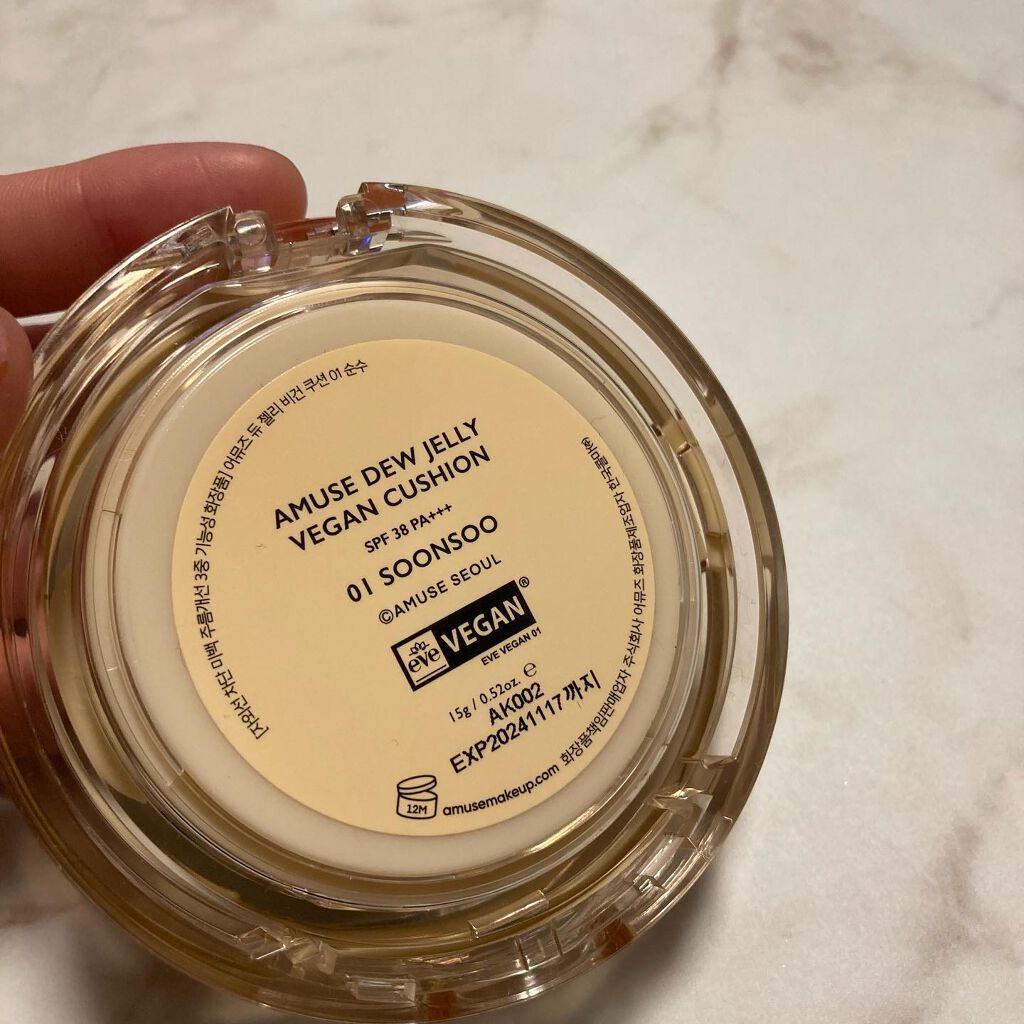 [자외선 차단 미백 주름개선 3중 기능성 화장품] 어뮤즈 듀 젤리 비건 쿠션 01 순수
AMUSE DEW JELLY
VEGAN CUSHION
SPF 38 PA+++
01 SOONSOO
©AMUSE SEOUL
eve VEGAN®
EVE VEGAN 01
15g / 0.52oz. ℮
AK002
EXP20241117까지
12M
amusemakeup.com
화장품책임판매업자 주식회사 어뮤즈 화장품제조업자 한국콜마㈜